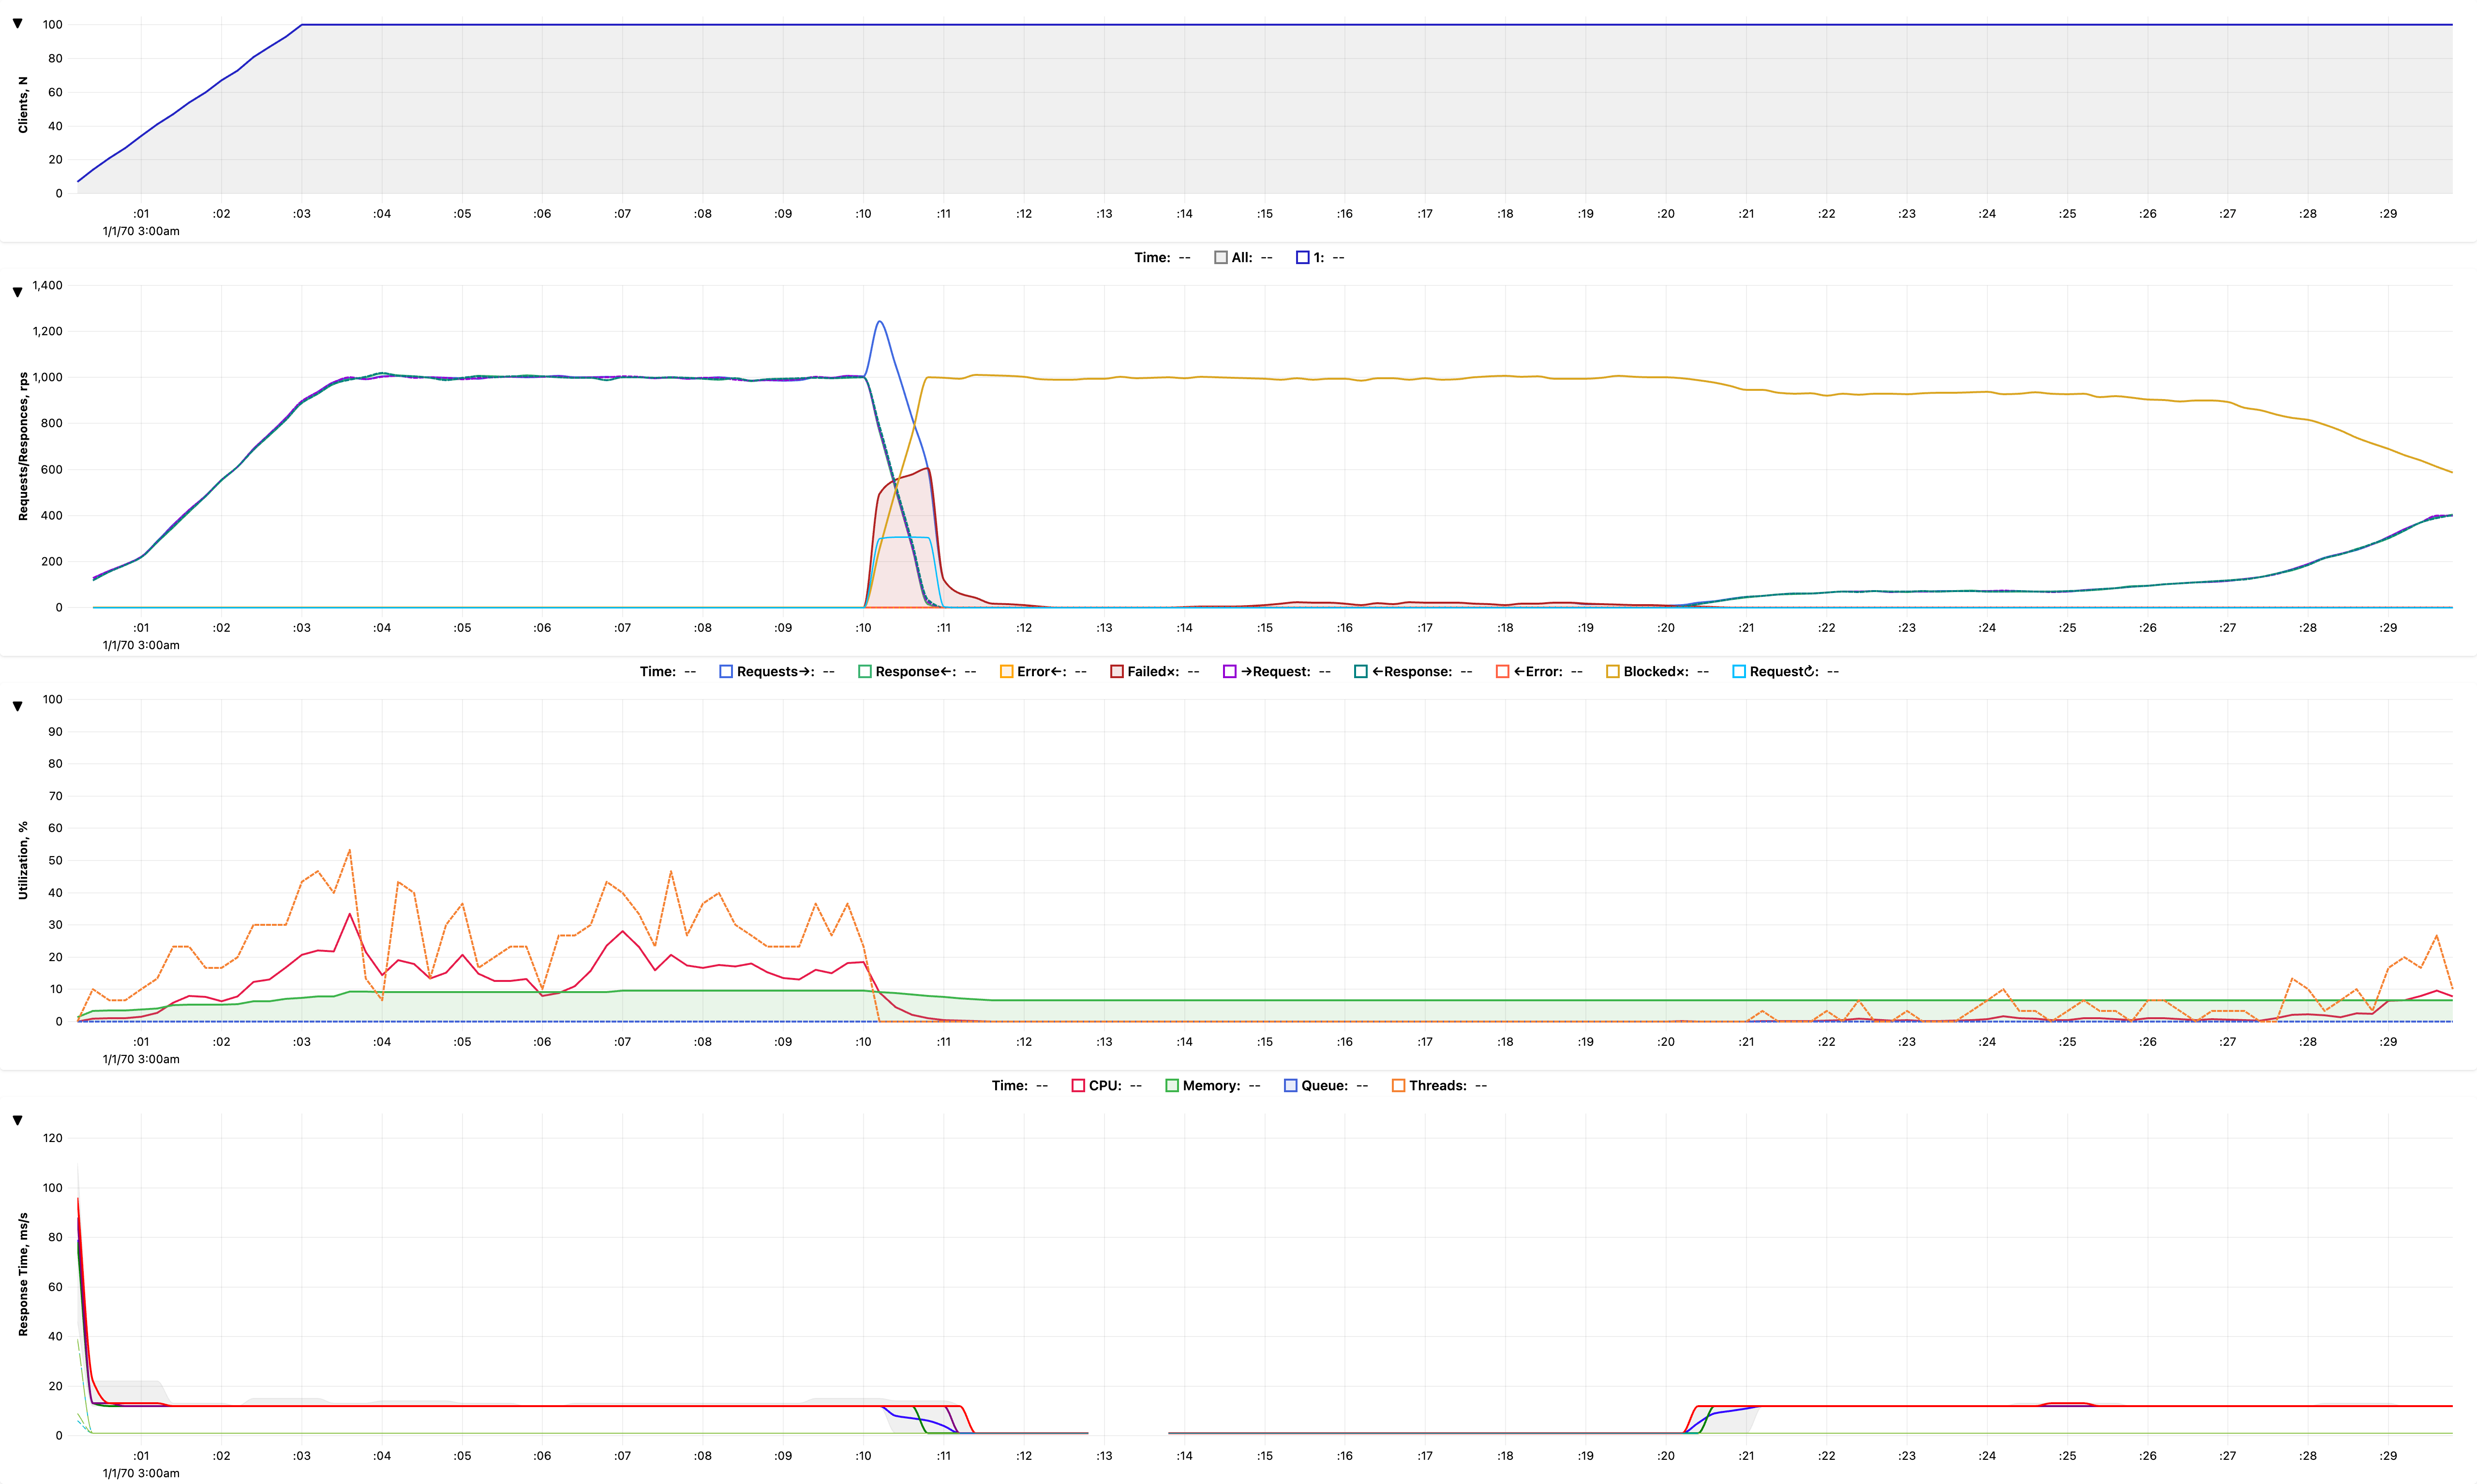 ▼
Clients, N
100
80
60
40
20
0
:01 :02 :03 :04 :05 :06 :07 :08 :09 :10 :11 :12 :13 :14 :15 :16 :17 :18 :19 :20 :21 :22 :23 :24 :25 :26 :27 :28 :29
1/1/70 3:00am
Time: -- All: -- 1: --
▼
Requests/Responces, rps
1,400
1,200
1,000
800
600
400
200
0
:01 :02 :03 :04 :05 :06 :07 :08 :09 :10 :11 :12 :13 :14 :15 :16 :17 :18 :19 :20 :21 :22 :23 :24 :25 :26 :27 :28 :29
1/1/70 3:00am
Time: -- Requests→: -- Response←: -- Error←: -- Failed×: -- →Request: -- ←Response: -- ←Error: -- Blocked×: -- Request↻: --
▼
Utilization, %
100
90
80
70
60
50
40
30
20
10
0
:01 :02 :03 :04 :05 :06 :07 :08 :09 :10 :11 :12 :13 :14 :15 :16 :17 :18 :19 :20 :21 :22 :23 :24 :25 :26 :27 :28 :29
1/1/70 3:00am
Time: -- CPU: -- Memory: -- Queue: -- Threads: --
▼
Response Time, ms/s
120
100
80
60
40
20
0
:01 :02 :03 :04 :05 :06 :07 :08 :09 :10 :11 :12 :13 :14 :15 :16 :17 :18 :19 :20 :21 :22 :23 :24 :25 :26 :27 :28 :29
1/1/70 3:00am